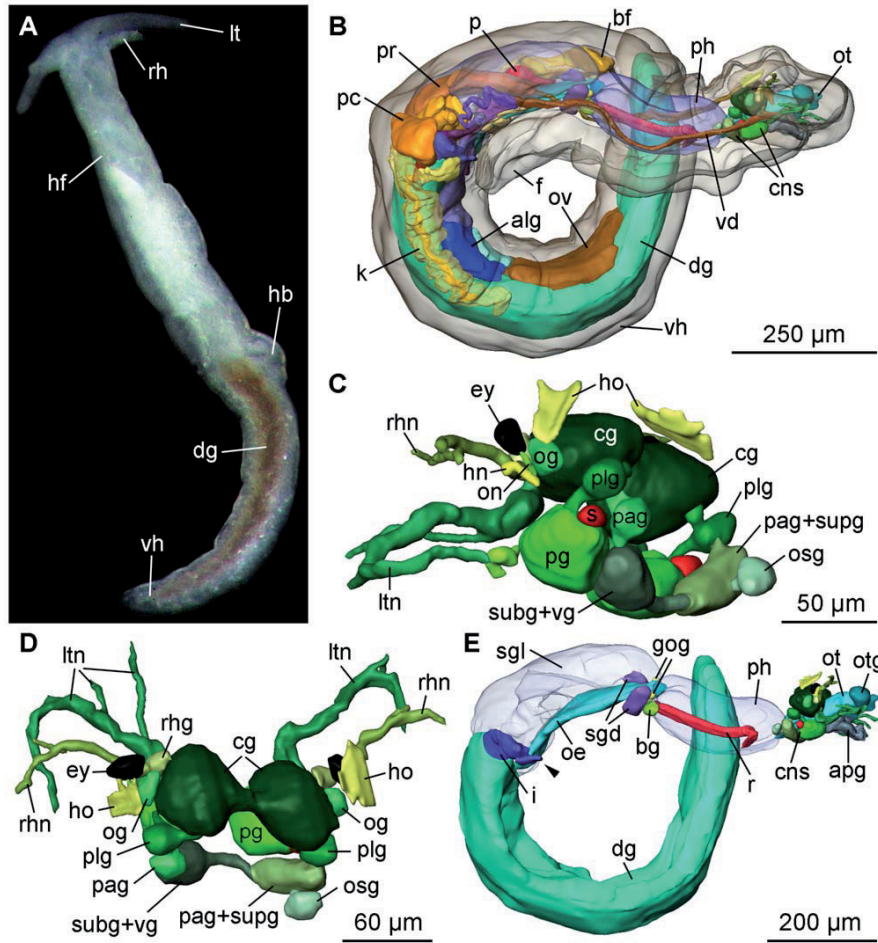 A
lt
rh
hf
hb
dg
vh
B
p
bf
pr
ph
ot
pc
cns
f
vd
ov
alg
dg
k
vh
250 µm
C
ho
ey
rhn
cg
og
cg
hn
plg
on
plg
s
pag
pag+supg
pg
osg
ltn
subg+vg
50 µm
D
ltn
ltn
rhn
rhg
cg
ey
ho
rhn
ho
og
og
pg
plg
plg
pag
osg
subg+vg
pag+supg
60 µm
E
sgl
gog
ot
otg
ph
sgd
oe
bg
cns
apg
i
r
dg
200 µm